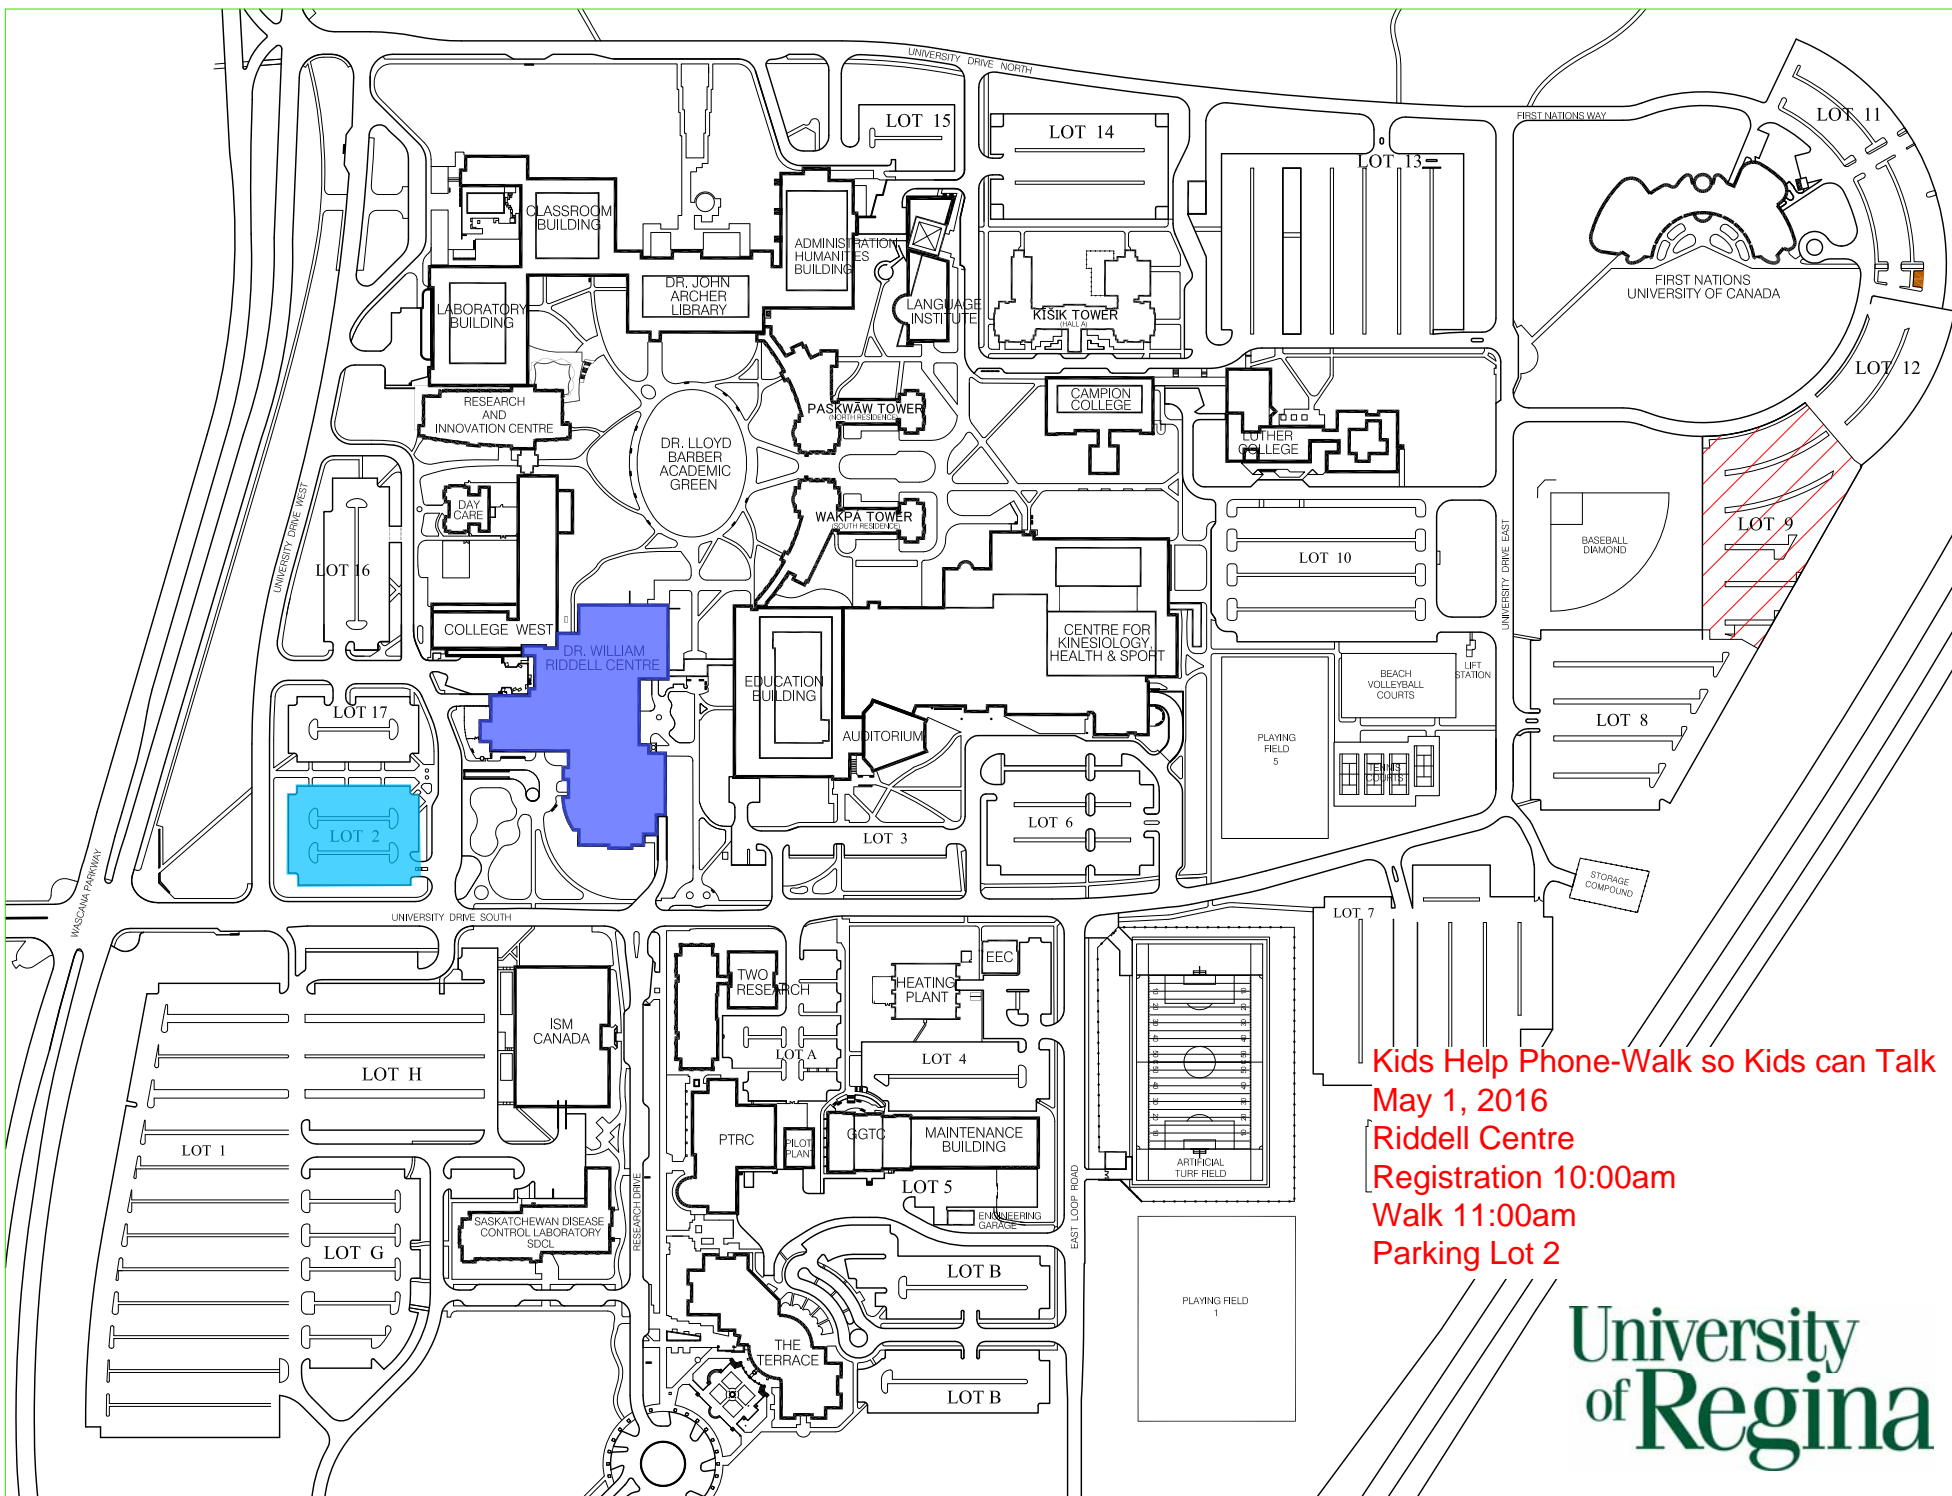 UNIVERSITY DRIVE NORTH
FIRST NATIONS WAY
LOT 11
LOT 15
LOT 14
LOT 13
CLASSROOM
BUILDING
ADMINISTRATION
HUMANITIES
BUILDING
DR. JOHN
ARCHER
LIBRARY
LABORATORY
BUILDING
LANGUAGE
INSTITUTE
KĪŠIK TOWER
(HALL A)
FIRST NATIONS
UNIVERSITY OF CANADA
LOT 12
RESEARCH
AND
INNOVATION CENTRE
PASKWĀW TOWER
(NORTH RESIDENCE)
CAMPION
COLLEGE
LUTHER
COLLEGE
DR. LLOYD
BARBER
ACADEMIC
GREEN
DAY
CARE
WAKPÁ TOWER
(SOUTH RESIDENCE)
UNIVERSITY DRIVE WEST
LOT 16
LOT 10
UNIVERSITY DRIVE EAST
BASEBALL
DIAMOND
LOT 9
COLLEGE WEST
DR. WILLIAM
RIDDELL CENTRE
CENTRE FOR
KINESIOLOGY,
HEALTH & SPORT
EDUCATION
BUILDING
BEACH
VOLLEYBALL
COURTS
LIFT
STATION
LOT 17
AUDITORIUM
PLAYING
FIELD
5
TENNIS
COURTS
LOT 8
LOT 2
LOT 3
LOT 6
WASCANA PARKWAY
UNIVERSITY DRIVE SOUTH
STORAGE
COMPOUND
LOT 7
TWO
RESEARCH
HEATING
PLANT
EEC
ISM
CANADA
LOT A
LOT 4
LOT H
LOT 1
PTRC
PILOT
PLANT
GGTC
MAINTENANCE
BUILDING
ARTIFICIAL
TURF FIELD
LOT 5
ENGINEERING
GARAGE
EAST LOOP ROAD
RESEARCH DRIVE
SASKATCHEWAN DISEASE
CONTROL LABORATORY
SDCL
LOT G
LOT B
THE
TERRACE
LOT B
PLAYING FIELD
1
Kids Help Phone-Walk so Kids can Talk
May 1, 2016
Riddell Centre
Registration 10:00am
Walk 11:00am
Parking Lot 2
University
of Regina